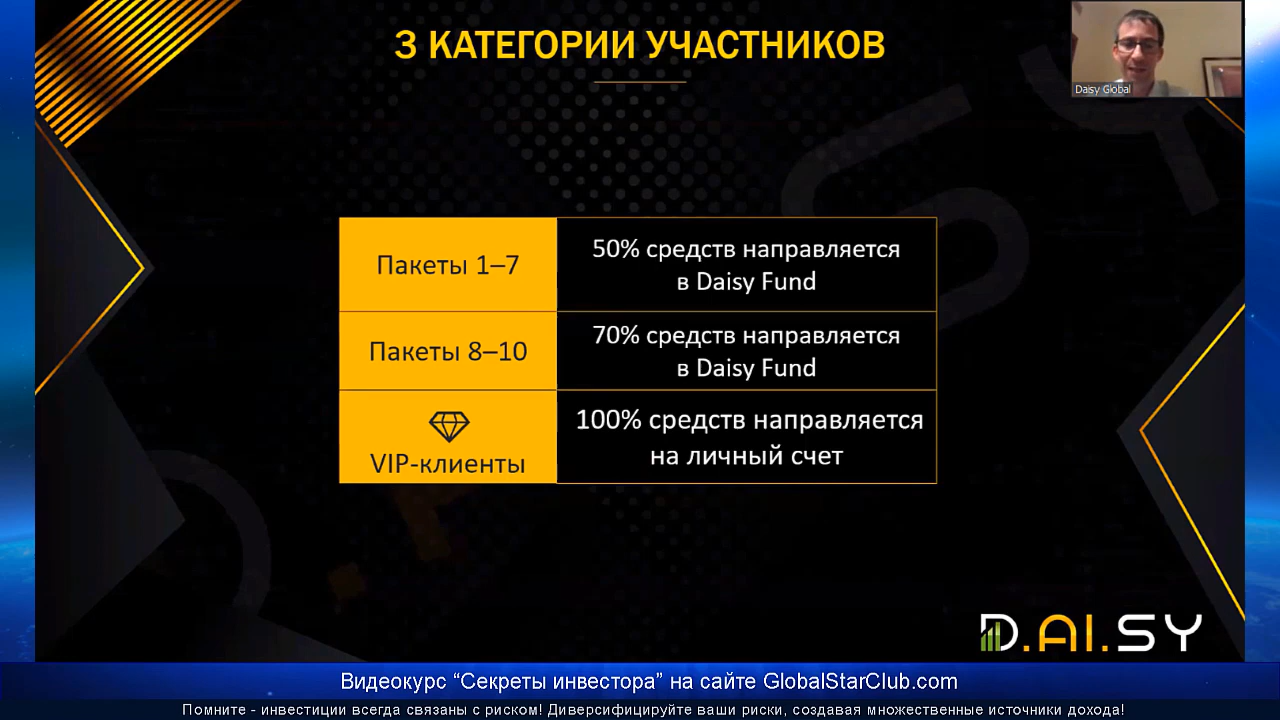 3 КАТЕГОРИИ УЧАСТНИКОВ
Daisy Global
Пакеты 1–7
50% средств направляется
в Daisy Fund
Пакеты 8–10
70% средств направляется
в Daisy Fund
VIP-клиенты
100% средств направляется
на личный счет
D.AI.SY
Видеокурс “Секреты инвестора” на сайте GlobalStarClub.com
Помните - инвестиции всегда связаны с риском! Диверсифицируйте ваши риски, создавая множественные источники дохода!